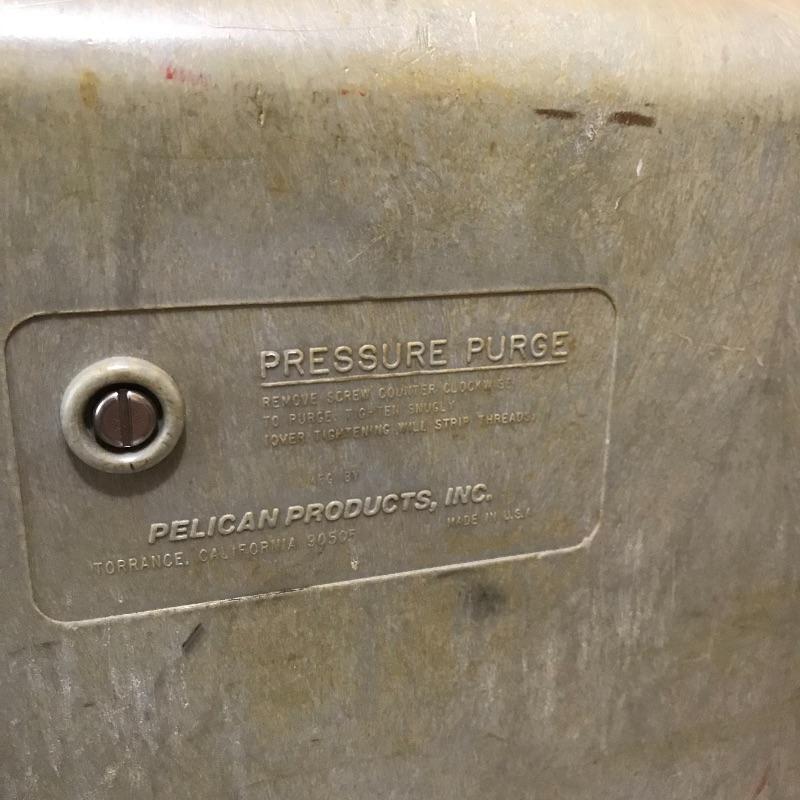 PRESSURE PURGE
REMOVE SCREW COUNTER CLOCKWISE
TO PURGE. TIGHTEN SNUGLY
(OVER TIGHTENING WILL STRIP THREADS)
MFG BY
PELICAN PRODUCTS, INC.
TORRANCE, CALIFORNIA 90505
MADE IN U.S.A.